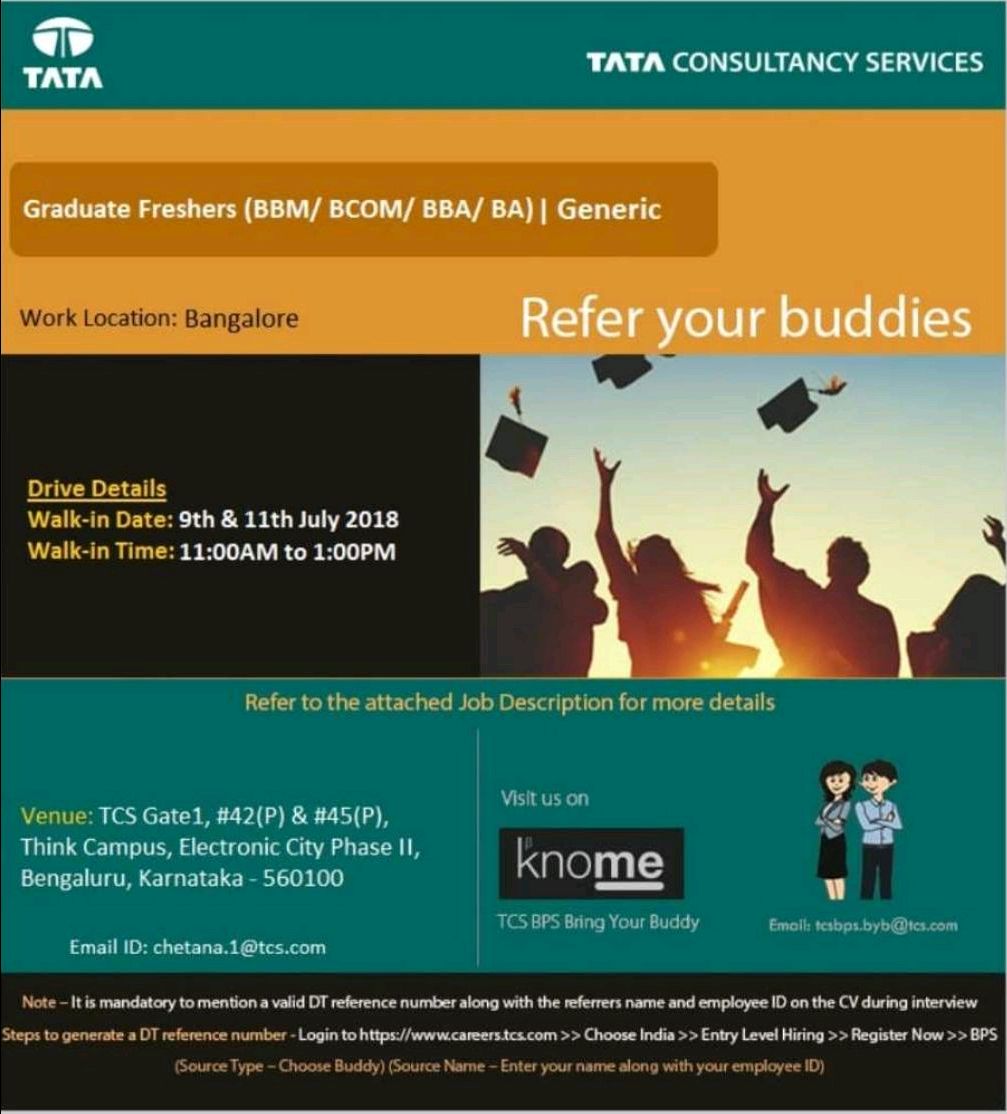 TATA
TATA CONSULTANCY SERVICES
Graduate Freshers (BBM/ BCOM/ BBA/ BA) | Generic
Work Location: Bangalore
Refer your buddies
Drive Details
Walk-in Date: 9th & 11th July 2018
Walk-in Time: 11:00AM to 1:00PM
Refer to the attached Job Description for more details
Venue: TCS Gate1, #42(P) & #45(P),
Think Campus, Electronic City Phase II,
Bengaluru, Karnataka - 560100
Email ID: chetana.1@tcs.com
Visit us on
knome
TCS BPS Bring Your Buddy
Email: tcsbps.byb@tcs.com
Note – It is mandatory to mention a valid DT reference number along with the referrers name and employee ID on the CV during interview
Steps to generate a DT reference number - Login to https://www.careers.tcs.com >> Choose India >> Entry Level Hiring >> Register Now >> BPS
(Source Type – Choose Buddy) (Source Name – Enter your name along with your employee ID)